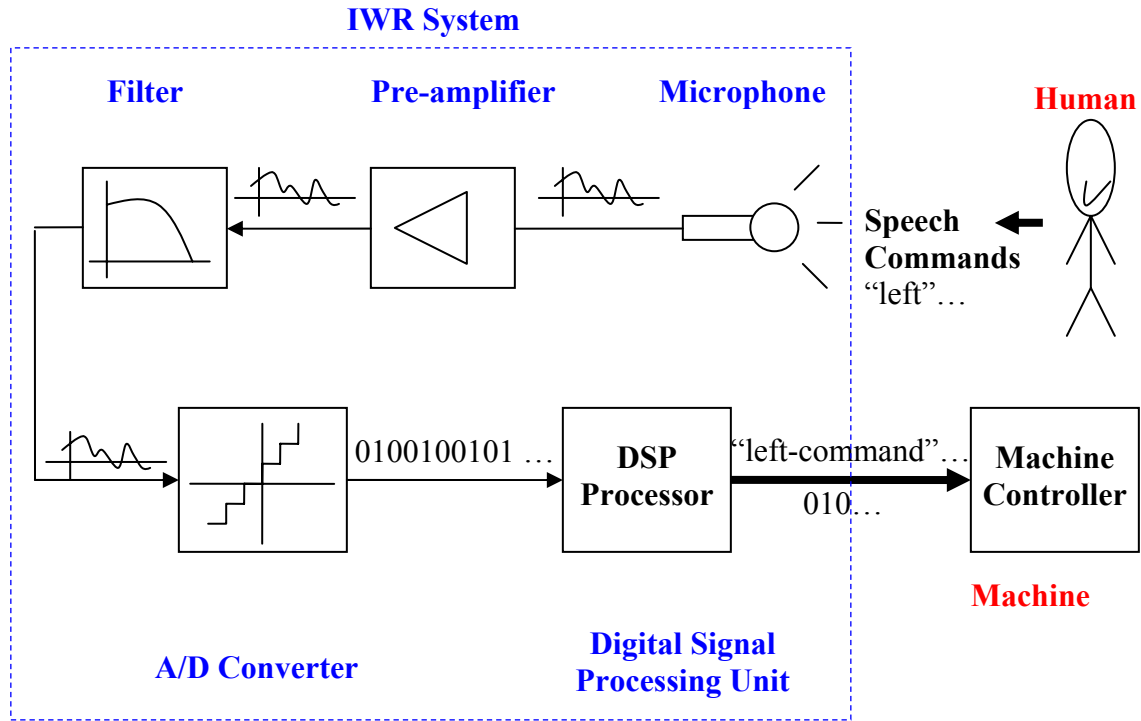 IWR System
Filter
Pre-amplifier
Microphone
Human
Speech
Commands
“left”…
0100100101 …
DSP
Processor
“left-command”…
010…
Machine
Controller
Machine
A/D Converter
Digital Signal
Processing Unit